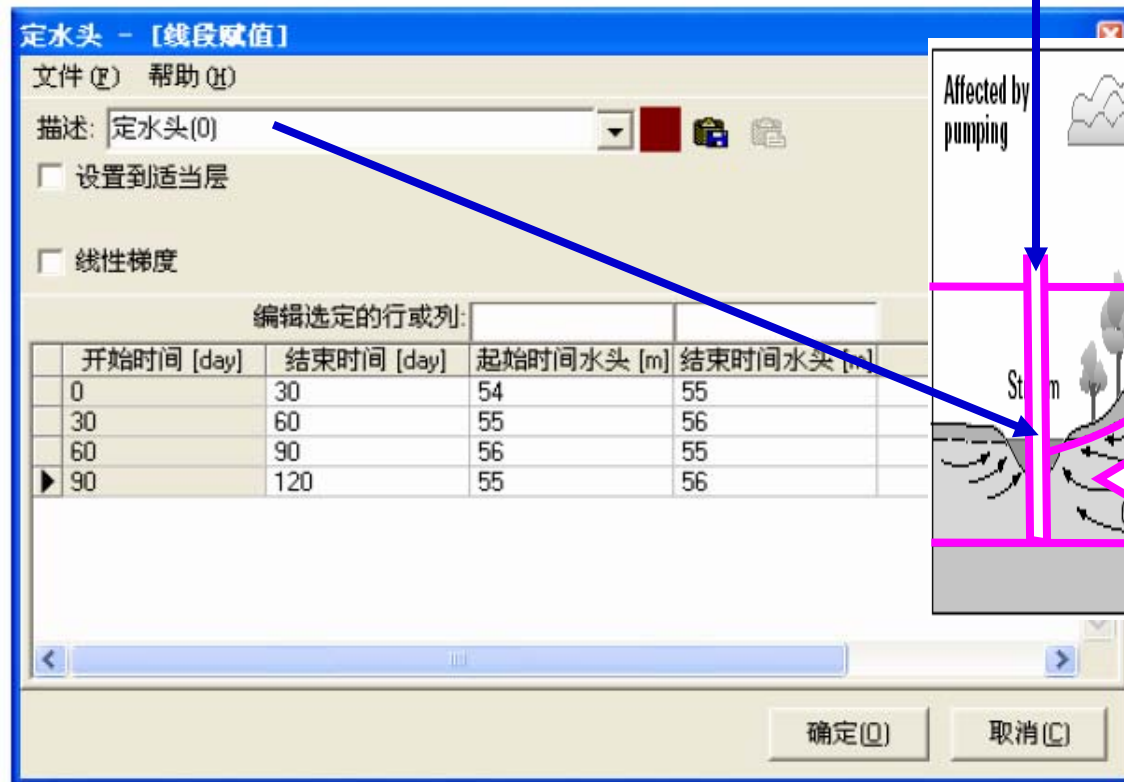 定水头 - [线段赋值]
文件(F) 帮助(H)
描述: 定水头(0)
设置到适当层
线性梯度
编辑选定的行或列:
开始时间 [day] 结束时间 [day] 起始时间水头 [m] 结束时间水头 [m]
0 30 54 55
30 60 55 56
60 90 56 55
90 120 55 56
确定(O) 取消(C)
Affected by
pumping